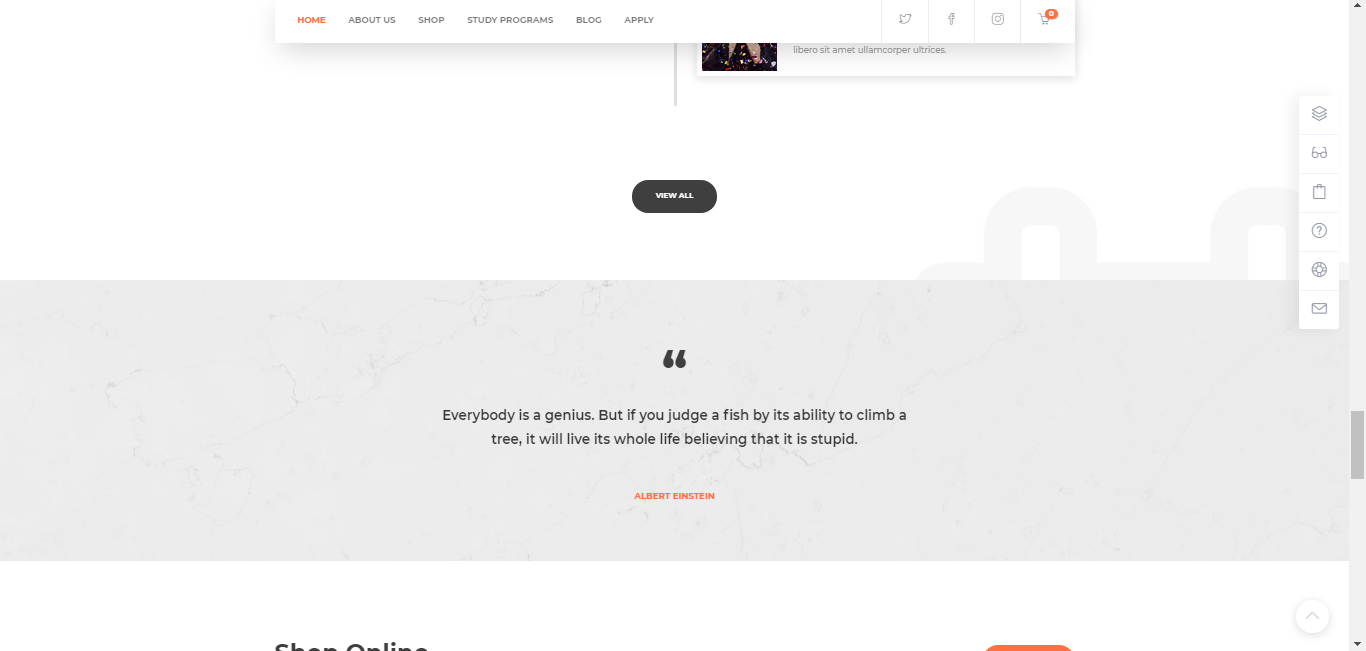 HOME ABOUT US SHOP STUDY PROGRAMS BLOG APPLY 0
libero sit amet ullamcorper ultrices.
VIEW ALL
“
Everybody is a genius. But if you judge a fish by its ability to climb a
tree, it will live its whole life believing that it is stupid.
ALBERT EINSTEIN
Shop Online